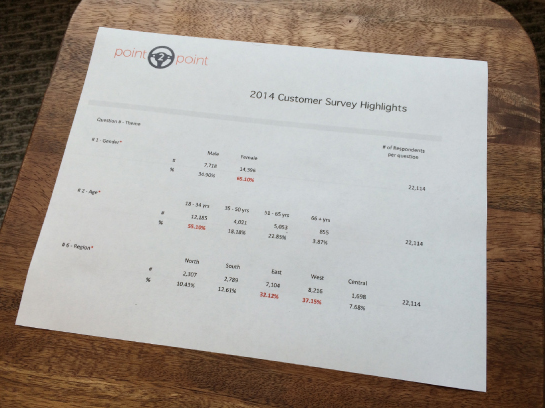 point 2 point
2014 Customer Survey Highlights
Question # - Theme
# of Respondents
per question
# 1 - Gender*
Male Female
# 7,718 14,396 22,114
% 34.90% 65.10%
# 2 - Age*
18 - 34 yrs 35 - 50 yrs 51 - 65 yrs 66 + yrs
# 12,185 4,021 5,053 855 22,114
% 55.10% 18.18% 22.85% 3.87%
# 6 - Region*
North South East West Central
# 2,307 2,789 7,104 8,216 1,698 22,114
% 10.43% 12.61% 32.12% 37.15% 7.68%